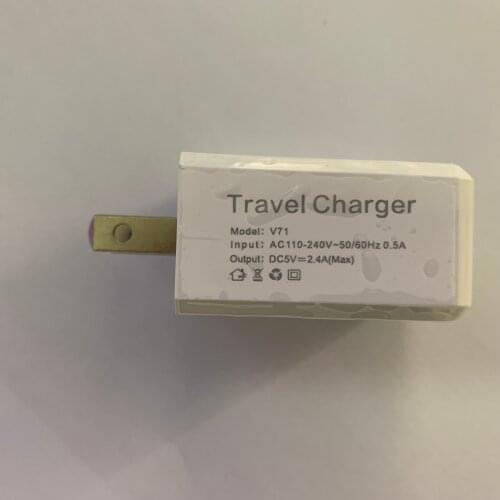 Travel Charger
Model: V71
Input: AC110-240V~50/60Hz 0.5A
Output: DC5V⎓2.4A(Max)